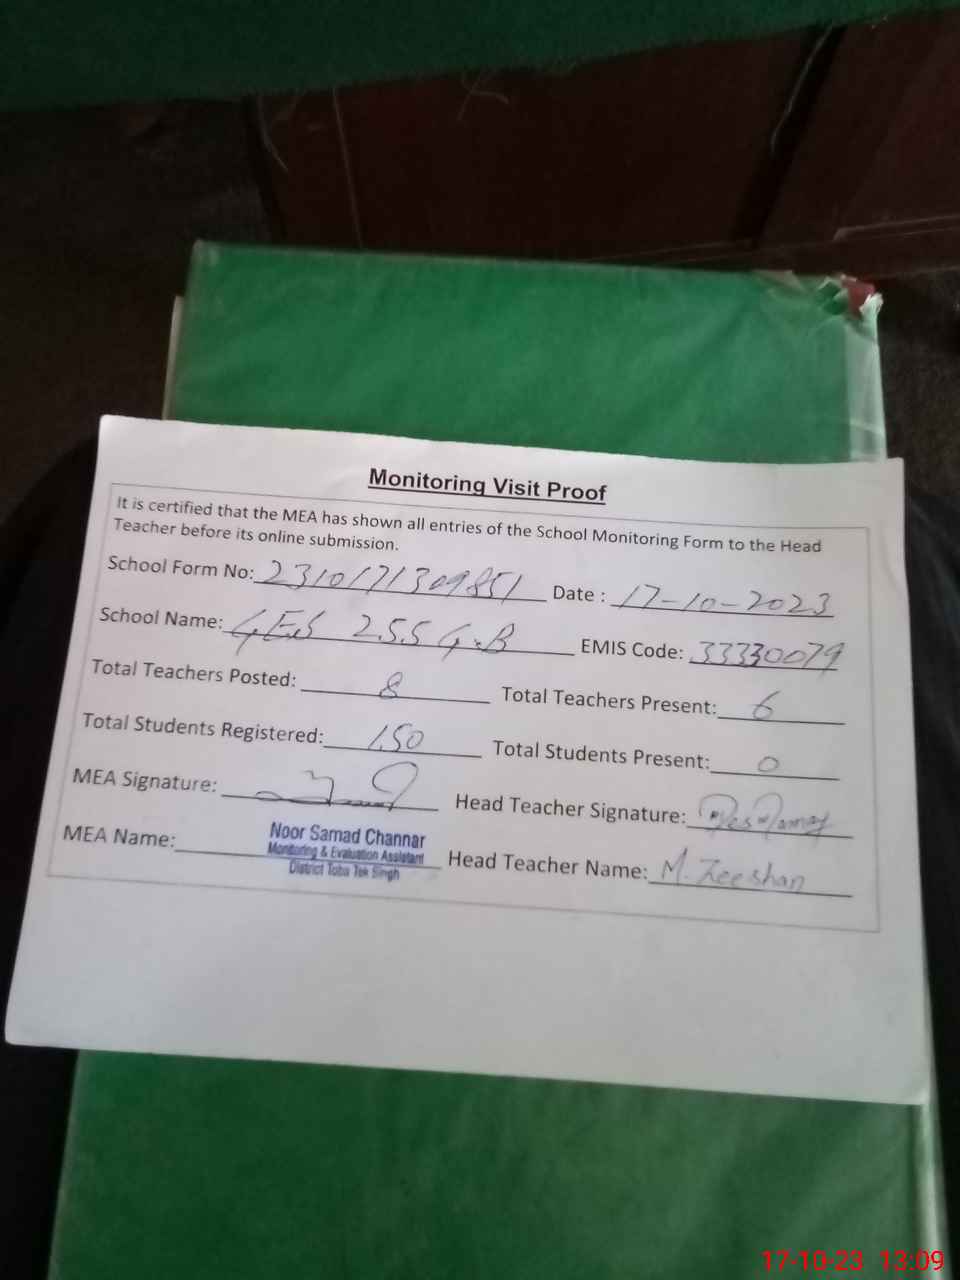 Monitoring Visit Proof
It is certified that the MEA has shown all entries of the School Monitoring Form to the Head
Teacher before its online submission.
School Form No: 2310171309851 Date : 17-10-2023
School Name: GES 255 G.B EMIS Code: 33330079
Total Teachers Posted: 8 Total Teachers Present: 6
Total Students Registered: 150 Total Students Present: 0
MEA Signature: Head Teacher Signature:
MEA Name: Noor Samad Channar
Monitoring & Evaluation Assistant
District Toba Tek Singh
Head Teacher Name: M. Zeeshan
17-10-23 13:09